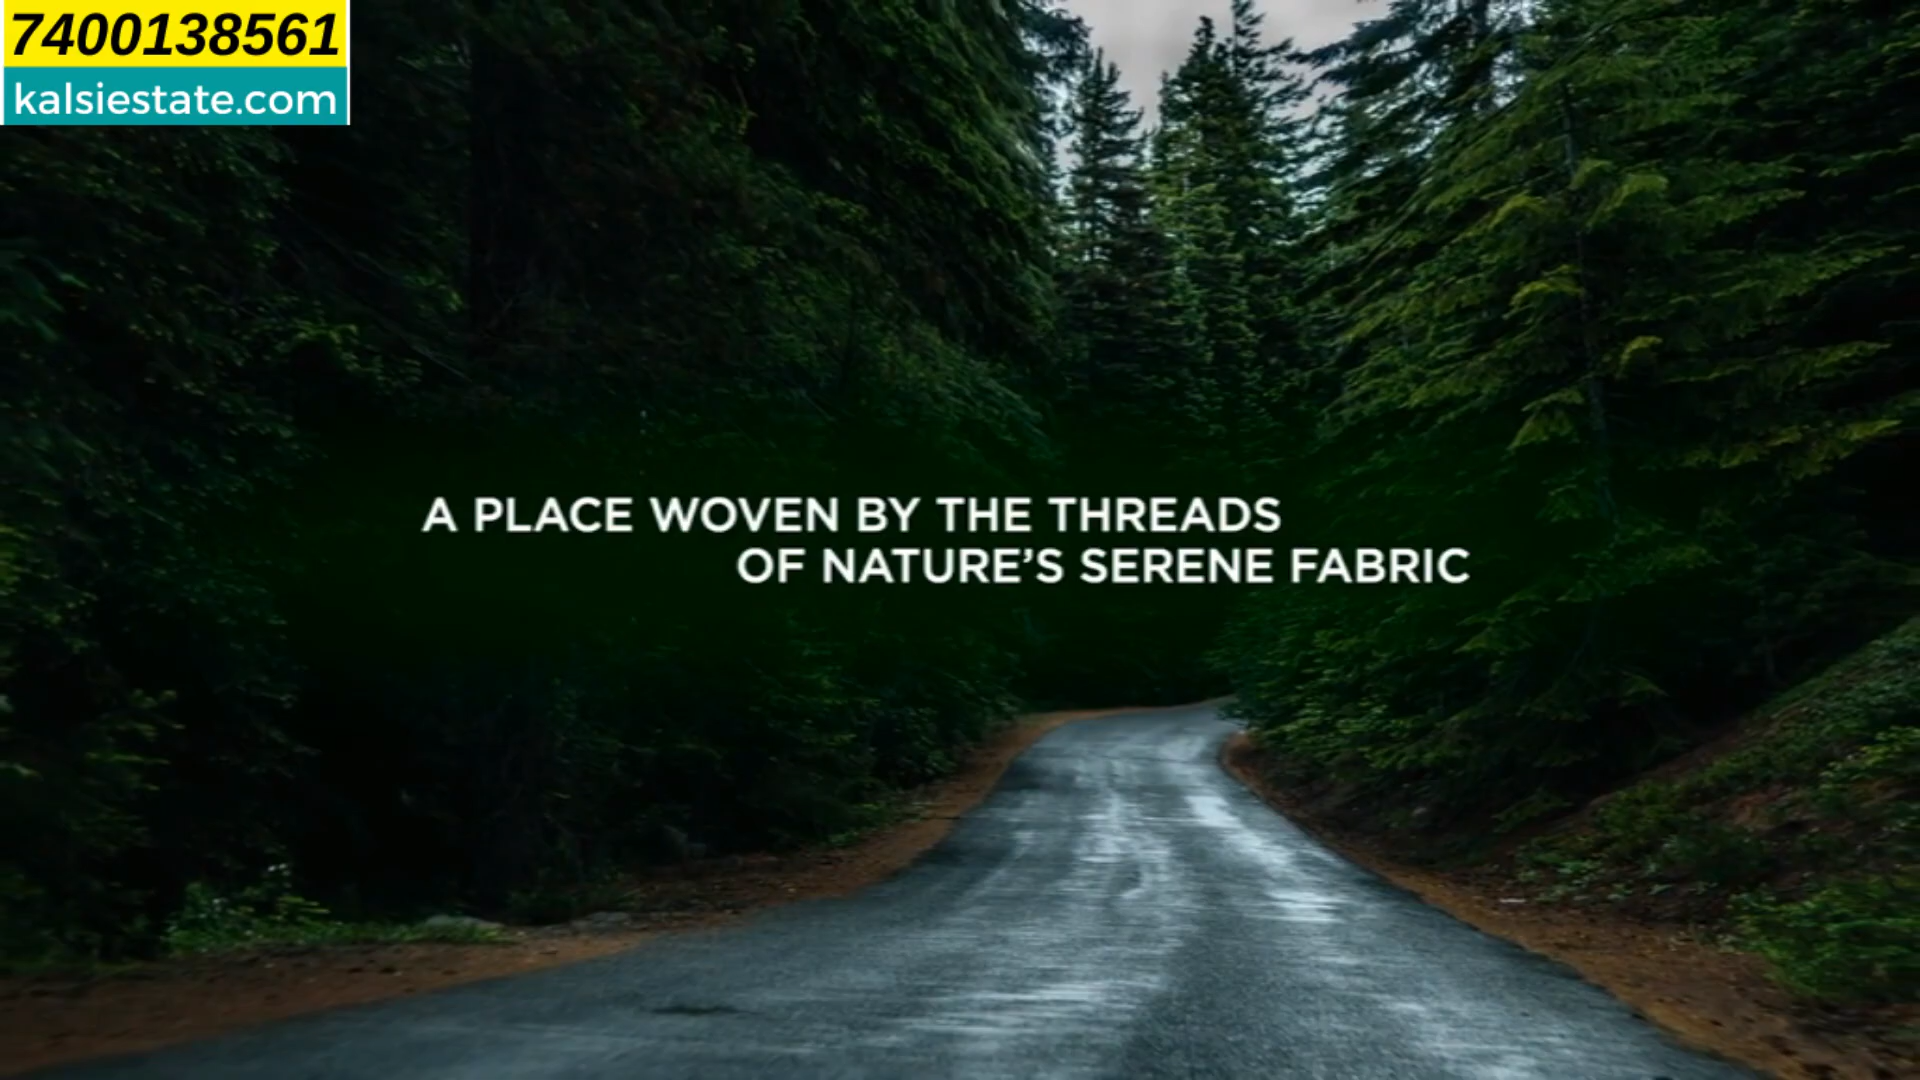 7400138561
kalsiestate.com
A PLACE WOVEN BY THE THREADS
OF NATURE’S SERENE FABRIC